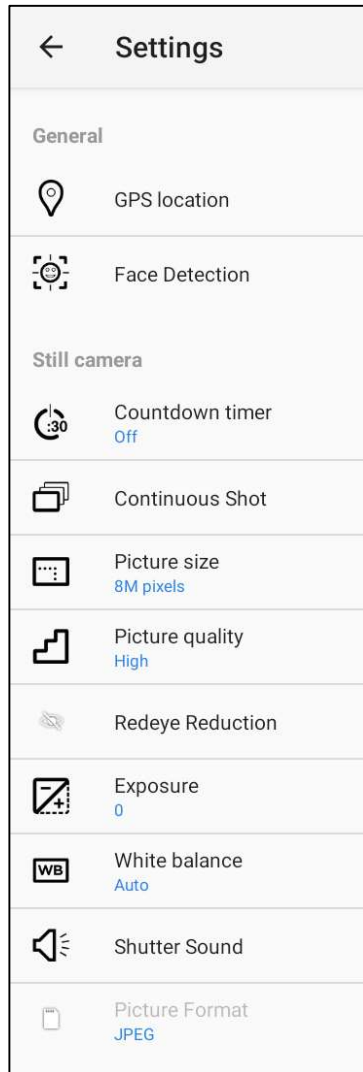 Settings
General
GPS location
Face Detection
Still camera
:30
Countdown timer
Off
Continuous Shot
Picture size
8M pixels
Picture quality
High
Redeye Reduction
Exposure
0
WB
White balance
Auto
Shutter Sound
Picture Format
JPEG